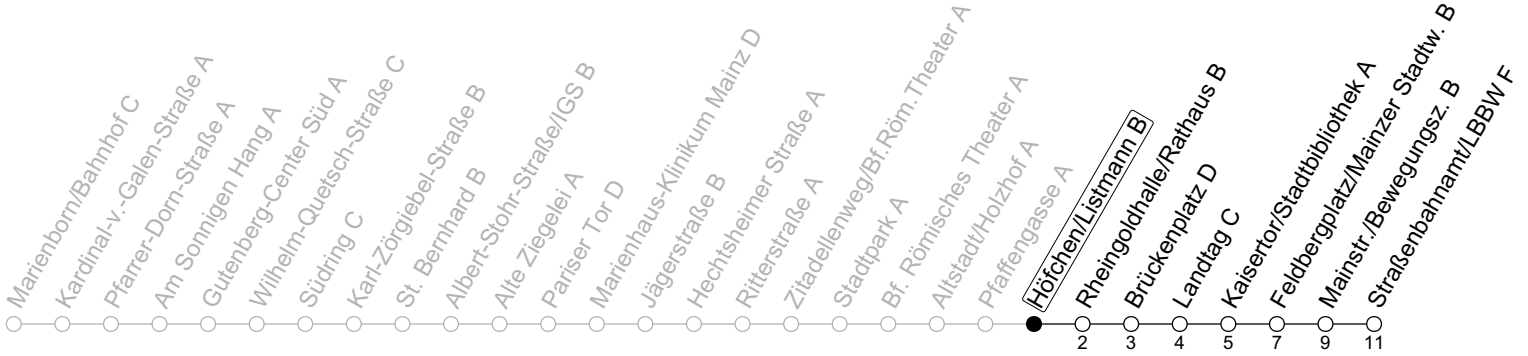 Marienborn/Bahnhof C
Kardinal-v.-Galen-Straße A
Pfarrer-Dorn-Straße A
Am Sonnigen Hang A
Gutenberg-Center Süd A
Wilhelm-Quetsch-Straße C
Südring C
Karl-Zörgiebel-Straße B
St. Bernhard B
Albert-Stohr-Straße/IGS B
Alte Ziegelei A
Pariser Tor D
Marienhaus-Klinikum Mainz D
Jägerstraße B
Hechtsheimer Straße A
Ritterstraße A
Zitadellenweg/Bf.Röm.Theater A
Stadtpark A
Bf. Römisches Theater A
Altstadt/Holzhof A
Pfaffengasse A
Höfchen/Listmann B
Rheingoldhalle/Rathaus B
Brückenplatz D
Landtag C
Kaisertor/Stadtbibliothek A
Feldbergplatz/Mainzer Stadtw. B
Mainstr./Bewegungsz. B
Straßenbahnamt/LBBW F
2 3 4 5 7 9 11